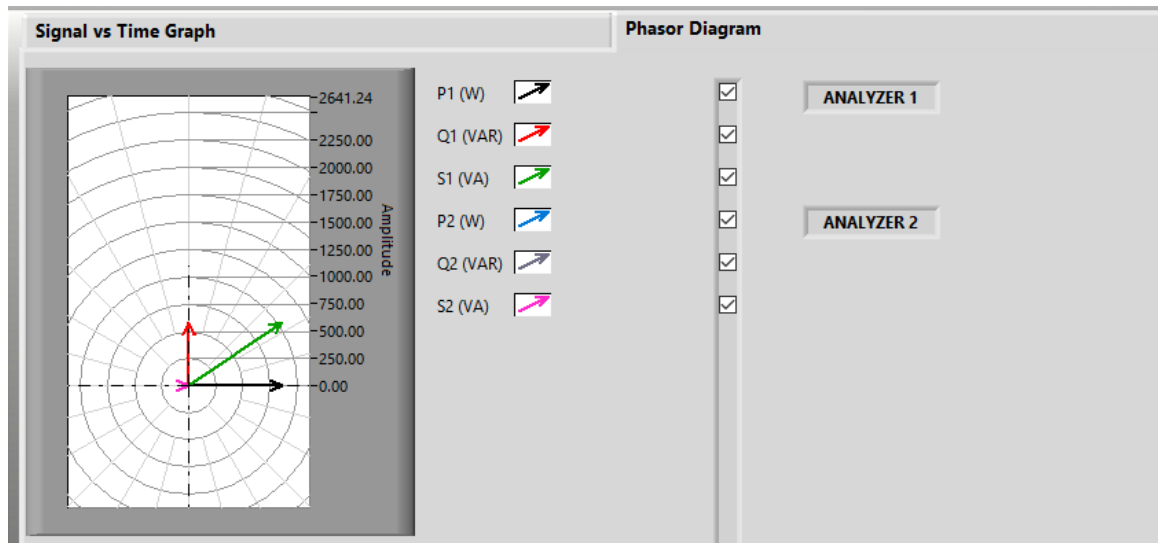 Signal vs Time Graph
Phasor Diagram
2641.24
2250.00
2000.00
1750.00
1500.00
1250.00
1000.00
750.00
500.00
250.00
0.00
Amplitude
P1 (W)
Q1 (VAR)
S1 (VA)
P2 (W)
Q2 (VAR)
S2 (VA)
ANALYZER 1
ANALYZER 2